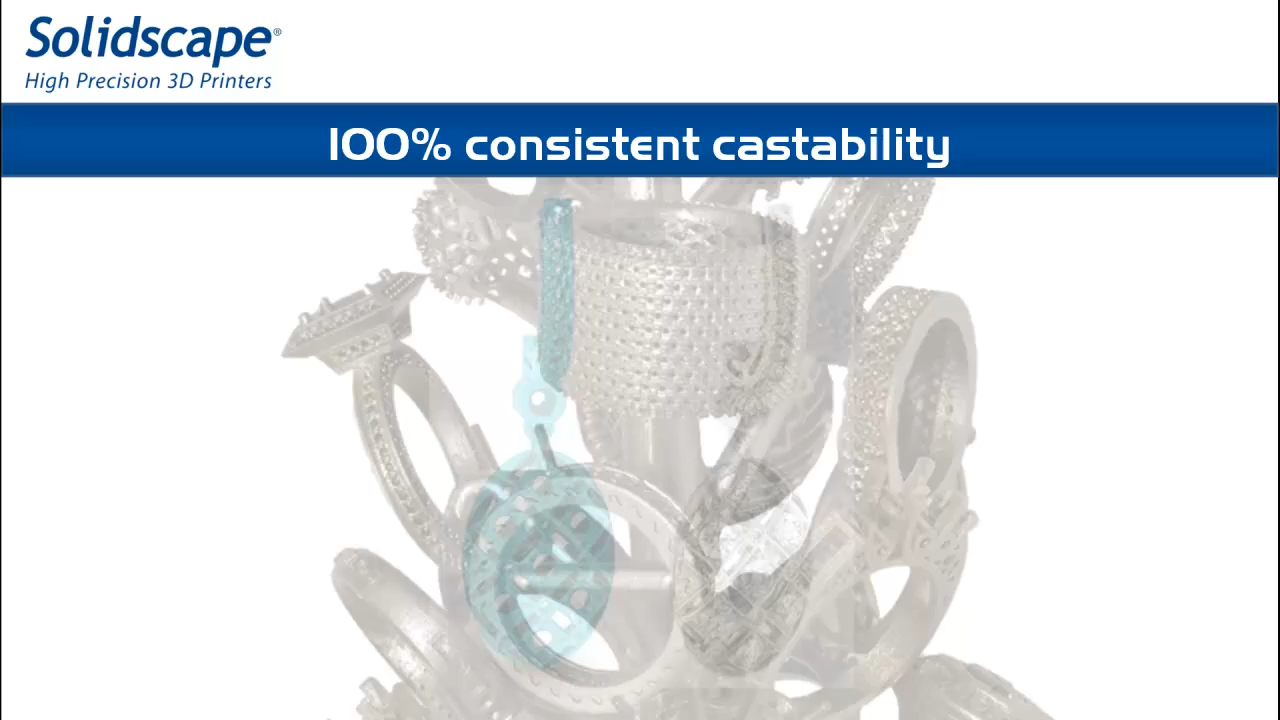 Solidscape®
High Precision 3D Printers
100% consistent castability